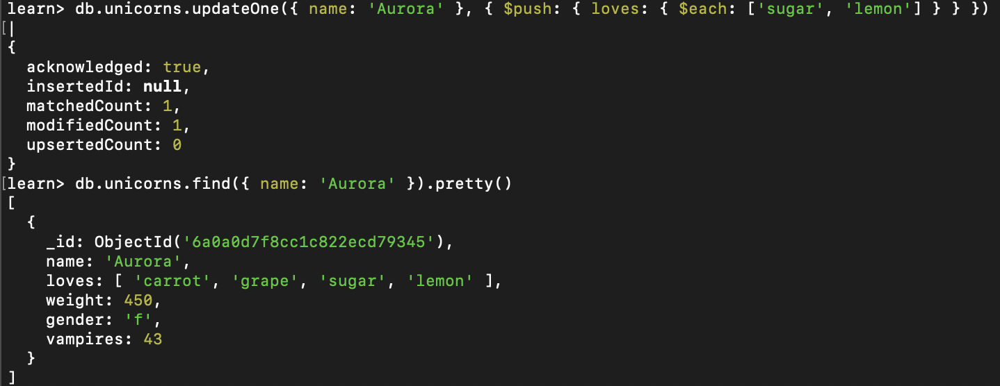 learn> db.unicorns.updateOne({ name: 'Aurora' }, { $push: { loves: { $each: ['sugar', 'lemon'] } } })
[|
{
  acknowledged: true,
  insertedId: null,
  matchedCount: 1,
  modifiedCount: 1,
  upsertedCount: 0
}
[learn> db.unicorns.find({ name: 'Aurora' }).pretty()
[
  {
    _id: ObjectId('6a0a0d7f8cc1c822ecd79345'),
    name: 'Aurora',
    loves: [ 'carrot', 'grape', 'sugar', 'lemon' ],
    weight: 450,
    gender: 'f',
    vampires: 43
  }
]